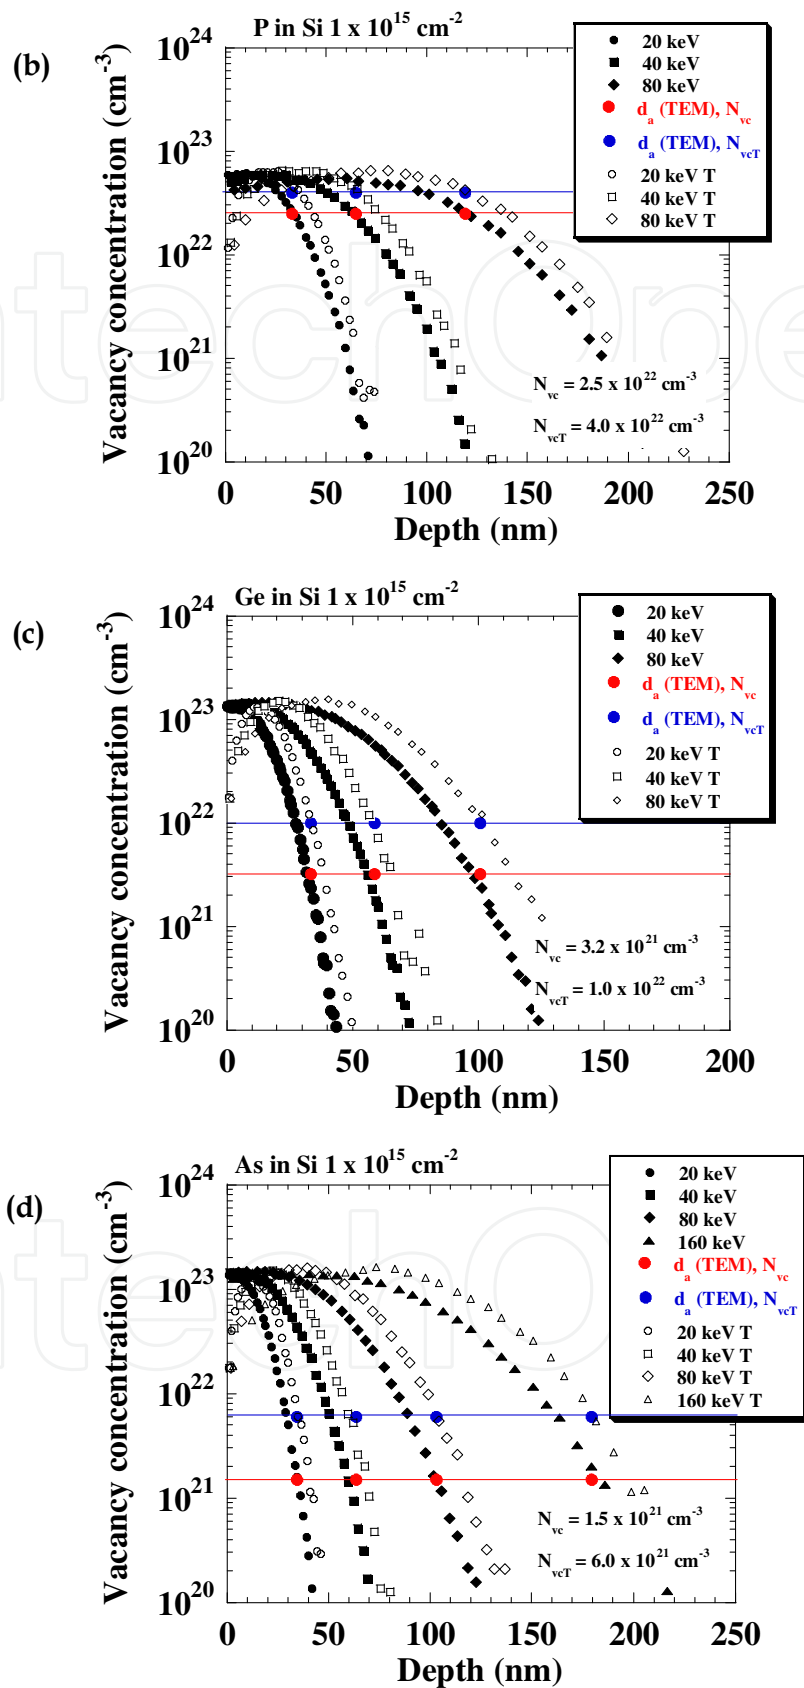 (b)
P in Si 1 x 10^15 cm^-2
Vacancy concentration (cm^-3)
10^24
10^23
10^22
10^21
10^20
0 50 100 150 200 250
Depth (nm)
20 keV
40 keV
80 keV
d_a (TEM), N_vc
d_a (TEM), N_vcT
20 keV T
40 keV T
80 keV T
N_vc = 2.5 x 10^22 cm^-3
N_vcT = 4.0 x 10^22 cm^-3
(c)
Ge in Si 1 x 10^15 cm^-2
Vacancy concentration (cm^-3)
10^24
10^23
10^22
10^21
10^20
0 50 100 150 200
Depth (nm)
20 keV
40 keV
80 keV
d_a (TEM), N_vc
d_a (TEM), N_vcT
20 keV T
40 keV T
80 keV T
N_vc = 3.2 x 10^21 cm^-3
N_vcT = 1.0 x 10^22 cm^-3
(d)
As in Si 1 x 10^15 cm^-2
Vacancy concentration (cm^-3)
10^24
10^23
10^22
10^21
10^20
0 50 100 150 200 250
Depth (nm)
20 keV
40 keV
80 keV
160 keV
d_a (TEM), N_vc
d_a (TEM), N_vcT
20 keV T
40 keV T
80 keV T
160 keV T
N_vc = 1.5 x 10^21 cm^-3
N_vcT = 6.0 x 10^21 cm^-3